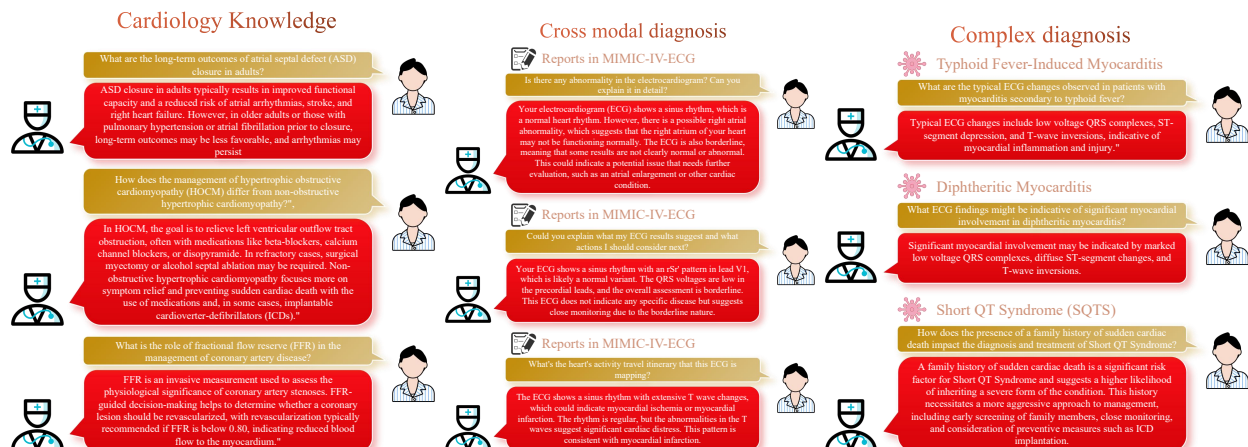 Cardiology Knowledge
What are the long-term outcomes of atrial septal defect (ASD)
closure in adults?
ASD closure in adults typically results in improved functional
capacity and a reduced risk of atrial arrhythmias, stroke, and
right heart failure. However, in older adults or those with
pulmonary hypertension or atrial fibrillation prior to closure,
long-term outcomes may be less favorable, and arrhythmias may
persist
How does the management of hypertrophic obstructive
cardiomyopathy (HOCM) differ from non-obstructive
hypertrophic cardiomyopathy?",
In HOCM, the goal is to relieve left ventricular outflow tract
obstruction, often with medications like beta-blockers, calcium
channel blockers, or disopyramide. In refractory cases, surgical
myectomy or alcohol septal ablation may be required. Non-
obstructive hypertrophic cardiomyopathy focuses more on
symptom relief and preventing sudden cardiac death with the
use of medications and, in some cases, implantable
cardioverter-defibrillators (ICDs)."
What is the role of fractional flow reserve (FFR) in the
management of coronary artery disease?
FFR is an invasive measurement used to assess the
physiological significance of coronary artery stenoses. FFR-
guided decision-making helps to determine whether a coronary
lesion should be revascularized, with revascularization typically
recommended if FFR is below 0.80, indicating reduced blood
flow to the myocardium."
Cross modal diagnosis
Reports in MIMIC-IV-ECG
Is there any abnormality in the electrocardiogram? Can you
explain it in detail?
Your electrocardiogram (ECG) shows a sinus rhythm, which is
a normal heart rhythm. However, there is a possible right atrial
abnormality, which suggests that the right atrium of your heart
may not be functioning normally. The ECG is also borderline,
meaning that some results are not clearly normal or abnormal.
This could indicate a potential issue that needs further
evaluation, such as an atrial enlargement or other cardiac
condition.
Reports in MIMIC-IV-ECG
Could you explain what my ECG results suggest and what
actions I should consider next?
Your ECG shows a sinus rhythm with an rSr' pattern in lead V1,
which is likely a normal variant. The QRS voltages are low in
the precordial leads, and the overall assessment is borderline.
This ECG does not indicate any specific disease but suggests
close monitoring due to the borderline nature.
Reports in MIMIC-IV-ECG
What's the heart's activity travel itinerary that this ECG is
mapping?
The ECG shows a sinus rhythm with extensive T wave changes,
which could indicate myocardial ischemia or myocardial
infarction. The rhythm is regular, but the abnormalities in the T
waves suggest significant cardiac distress. This pattern is
consistent with myocardial infarction.
Complex diagnosis
Typhoid Fever-Induced Myocarditis
What are the typical ECG changes observed in patients with
myocarditis secondary to typhoid fever?
Typical ECG changes include low voltage QRS complexes, ST-
segment depression, and T-wave inversions, indicative of
myocardial inflammation and injury."
Diphtheritic Myocarditis
What ECG findings might be indicative of significant myocardial
involvement in diphtheritic myocarditis?
Significant myocardial involvement may be indicated by marked
low voltage QRS complexes, diffuse ST-segment changes, and
T-wave inversions.
Short QT Syndrome (SQTS)
How does the presence of a family history of sudden cardiac
death impact the diagnosis and treatment of Short QT Syndrome?
A family history of sudden cardiac death is a significant risk
factor for Short QT Syndrome and suggests a higher likelihood
of inheriting a severe form of the condition. This history
necessitates a more aggressive approach to management,
including early screening of family members, close monitoring,
and consideration of preventive measures such as ICD
implantation.